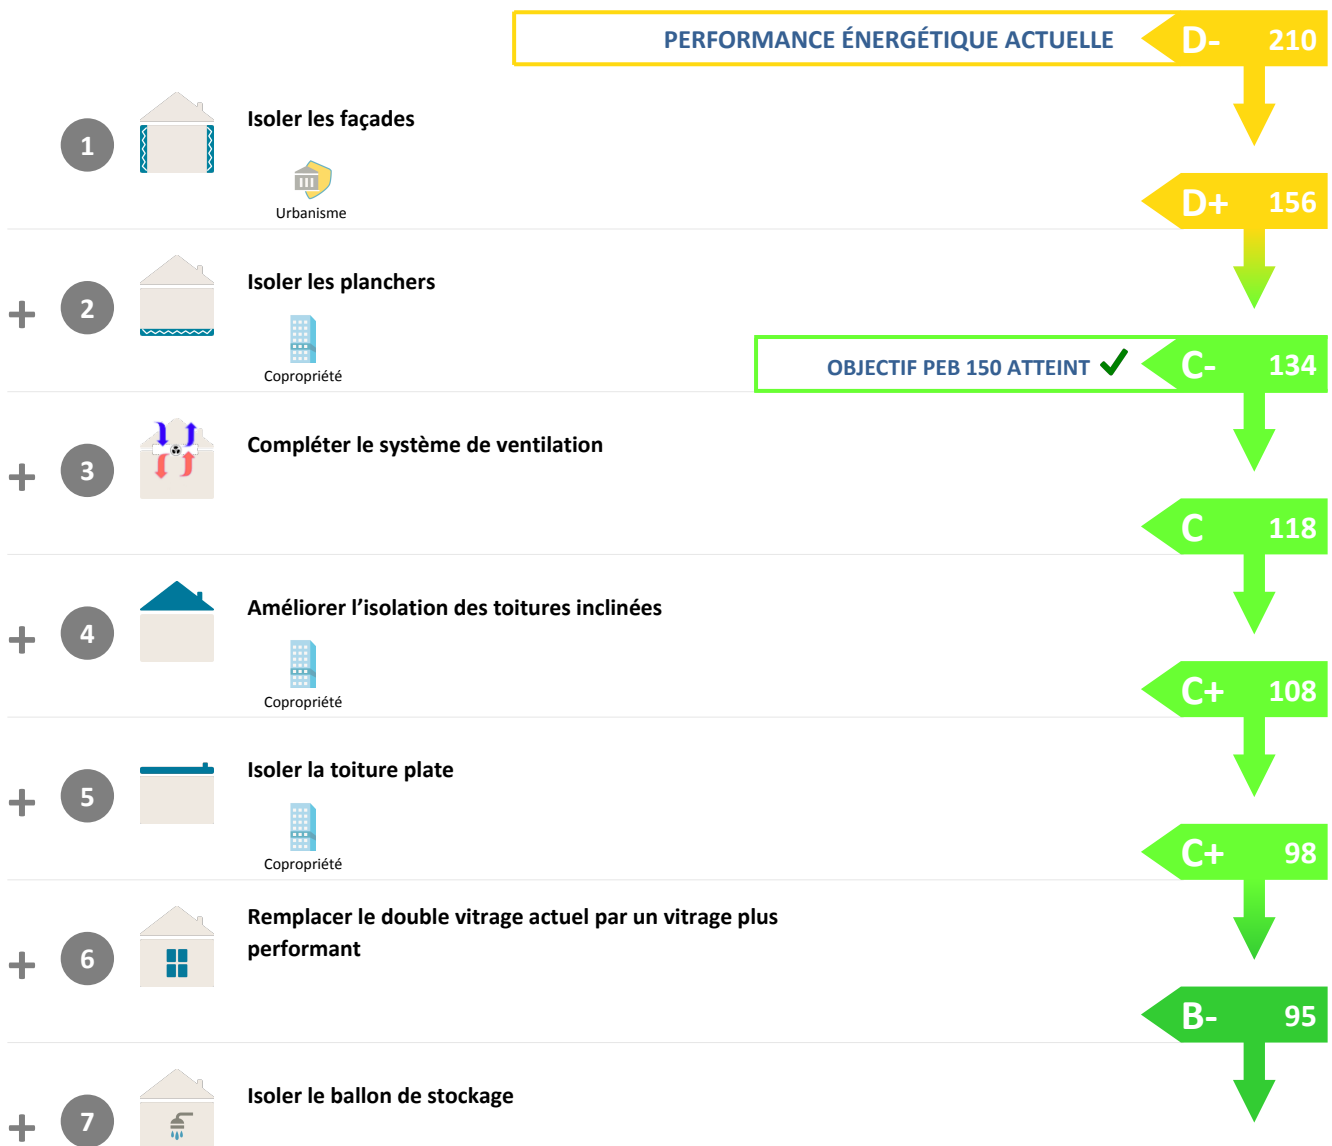 PERFORMANCE ÉNERGÉTIQUE ACTUELLE D- 210
1 Isoler les façades
Urbanisme
D+ 156
+ 2 Isoler les planchers
Copropriété
OBJECTIF PEB 150 ATTEINT ✓ C- 134
+ 3 Compléter le système de ventilation
C 118
+ 4 Améliorer l’isolation des toitures inclinées
Copropriété
C+ 108
+ 5 Isoler la toiture plate
Copropriété
C+ 98
+ 6 Remplacer le double vitrage actuel par un vitrage plus
performant
B- 95
+ 7 Isoler le ballon de stockage